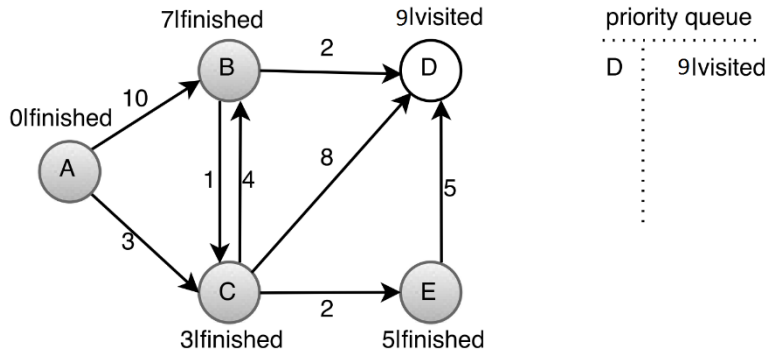 7|finished
9|visited
priority queue
B
2
D
D 9|visited
10
0|finished
A
8
1
4
5
3
C
2
E
3|finished
5|finished